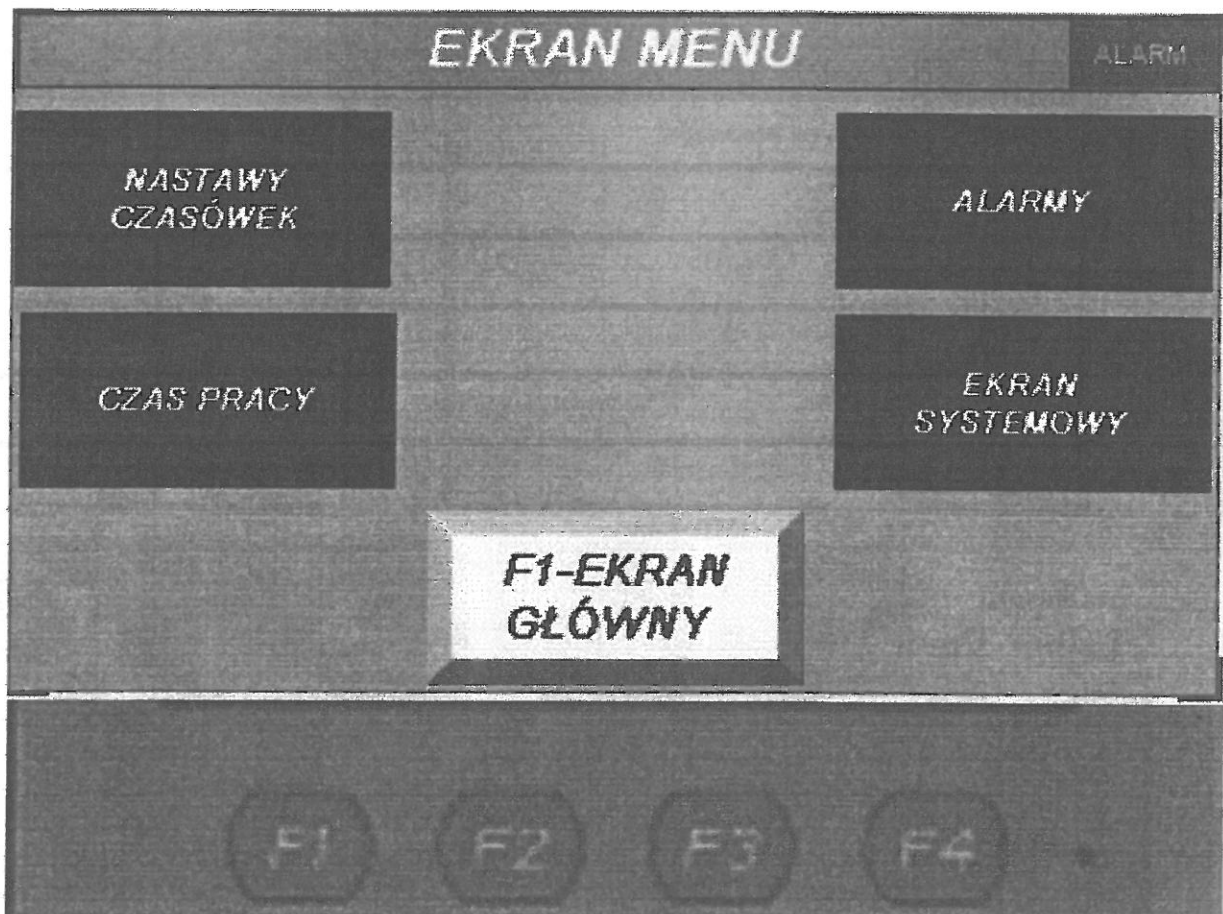 EKRAN MENU
ALARM
NASTAWY
CZASÓWEK
ALARMY
CZAS PRACY
EKRAN
SYSTEMOWY
F1-EKRAN
GŁÓWNY
F1
F2
F3
F4